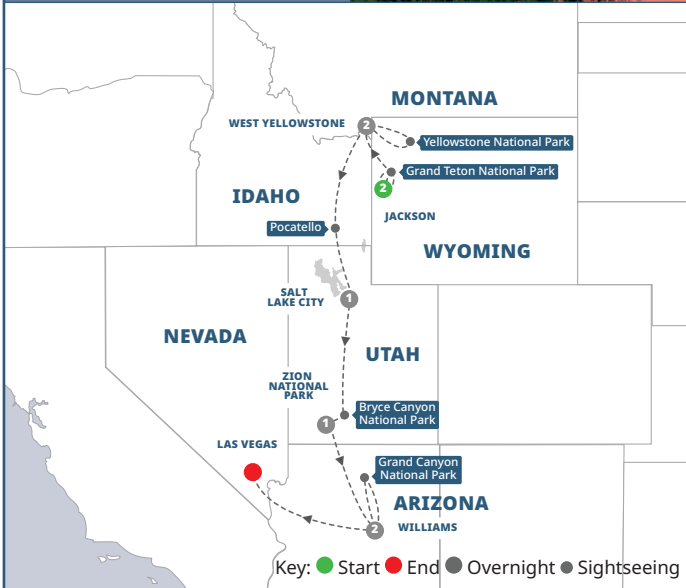 MONTANA
WEST YELLOWSTONE
2
Yellowstone National Park
Grand Teton National Park
2
IDAHO
JACKSON
Pocatello
WYOMING
SALT
LAKE CITY
1
NEVADA
UTAH
ZION
NATIONAL
PARK
Bryce Canyon
National Park
1
LAS VEGAS
Grand Canyon
National Park
ARIZONA
2
WILLIAMS
Key: Start End Overnight Sightseeing